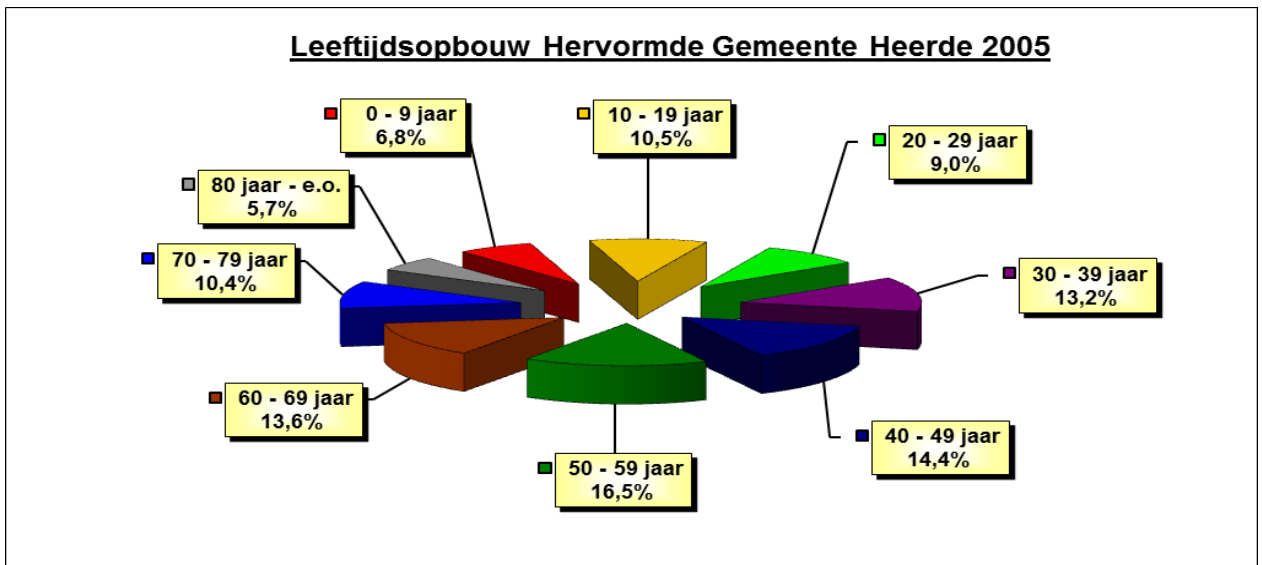 Leeftijdsopbouw Hervormde Gemeente Heerde 2005
0 - 9 jaar
6,8%
10 - 19 jaar
10,5%
20 - 29 jaar
9,0%
30 - 39 jaar
13,2%
40 - 49 jaar
14,4%
50 - 59 jaar
16,5%
60 - 69 jaar
13,6%
70 - 79 jaar
10,4%
80 jaar - e.o.
5,7%